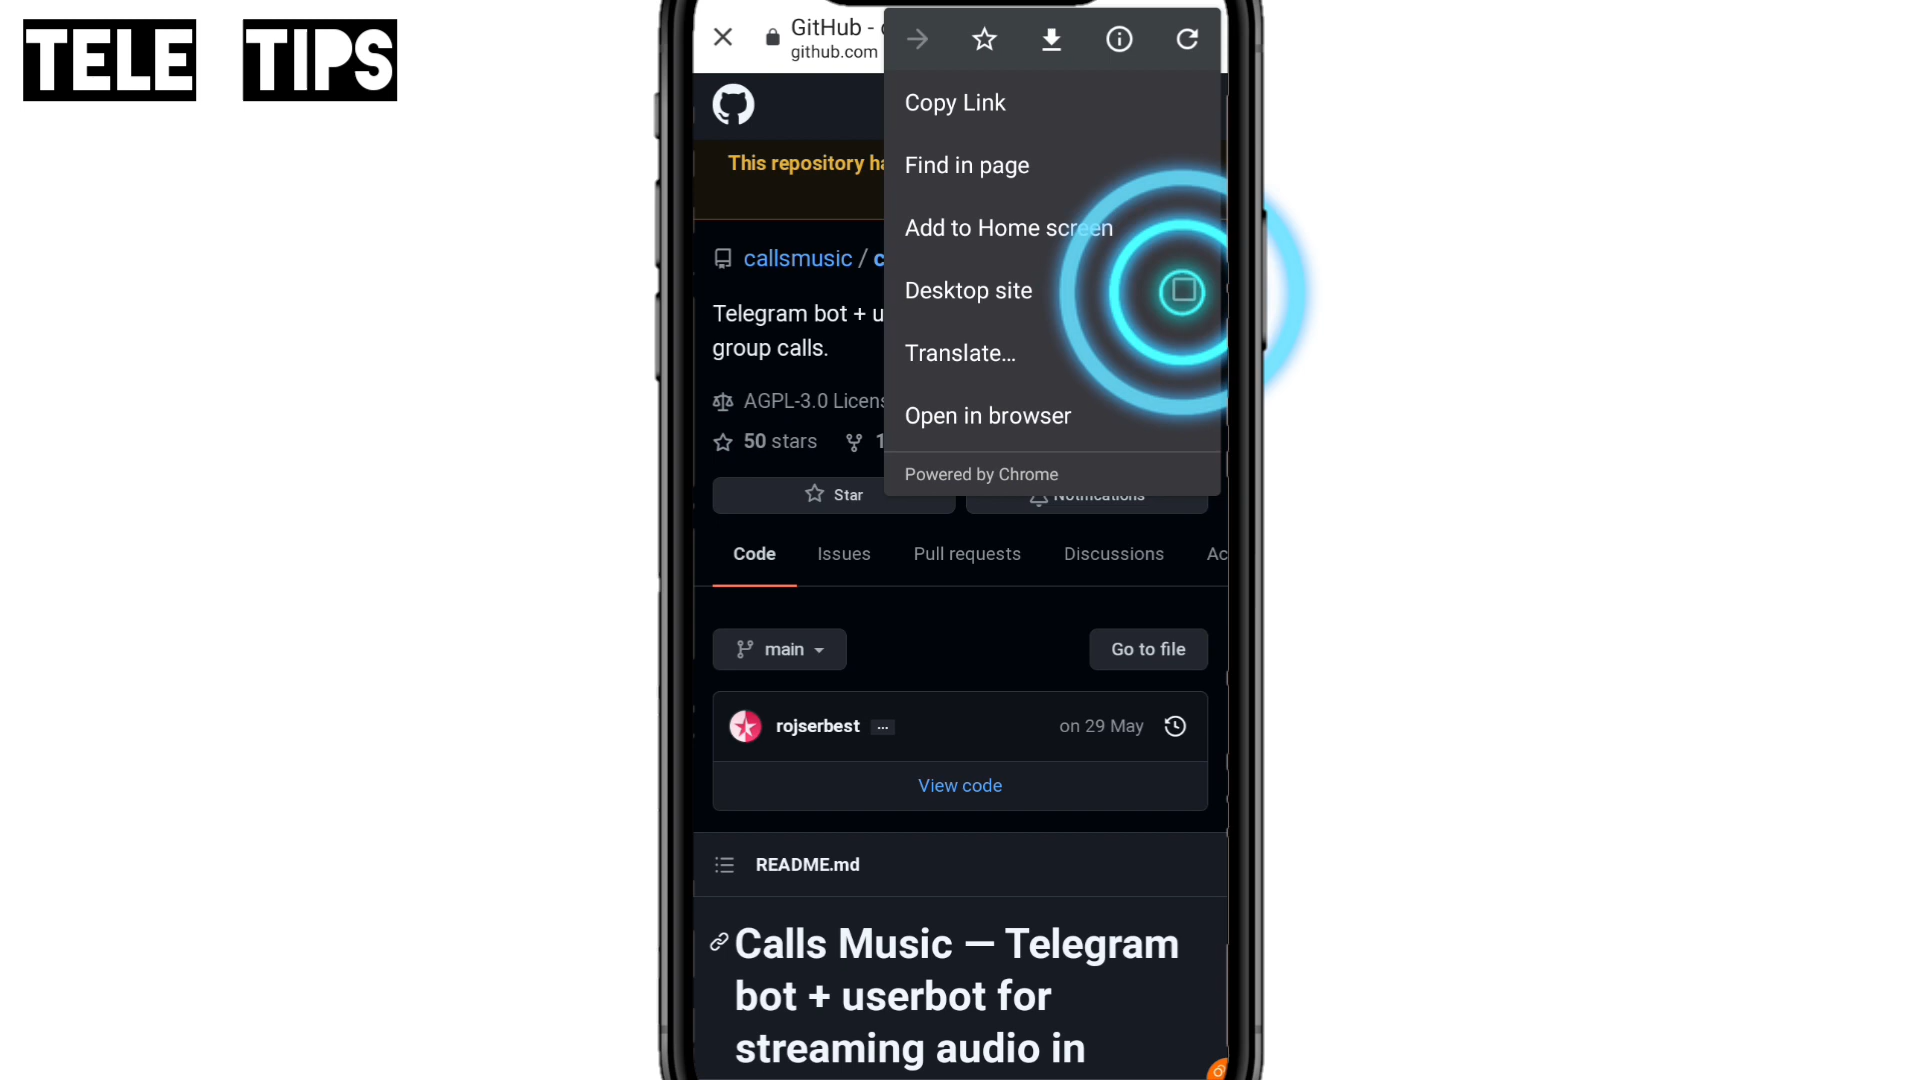 TELE TIPS
GitHub -
github.com
Copy Link
Find in page
Add to Home screen
Desktop site
Translate...
Open in browser
Powered by Chrome
This repository
callsmusic /
Telegram bot +
group calls.
AGPL-3.0
50 stars
Star
Notifications
Code
Issues
Pull requests
Discussions
main
Go to file
rojserbest ...
on 29 May
View code
README.md
Calls Music — Telegram
bot + userbot for
streaming audio in